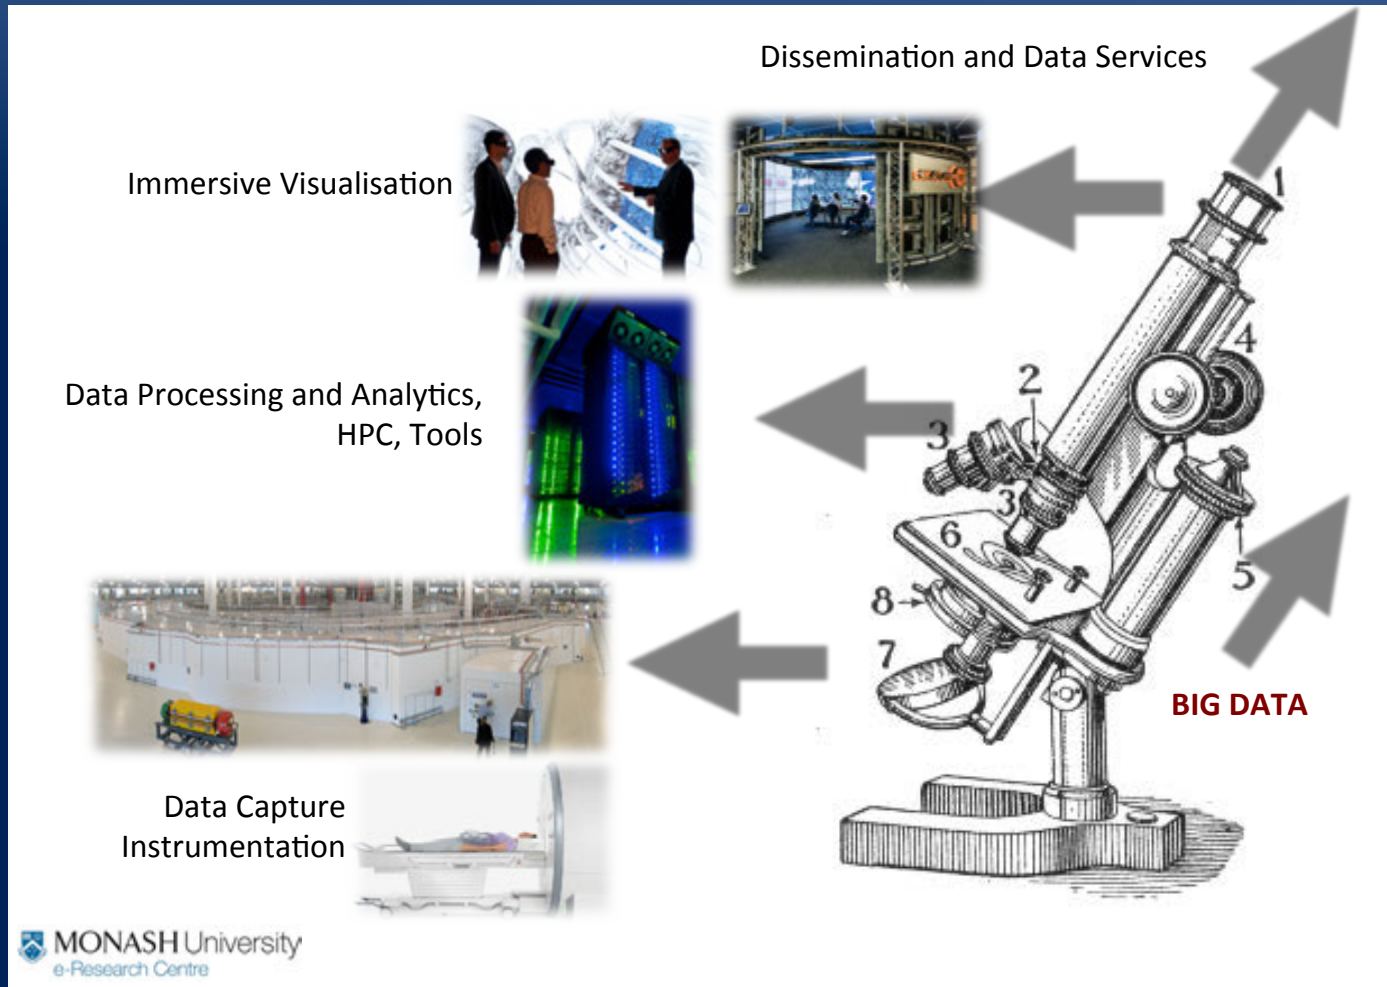 Dissemination and Data Services
Immersive Visualisation
1
4
Data Processing and Analytics,
HPC, Tools
2
3
3
6
5
8
7
BIG DATA
Data Capture
Instrumentation
MONASH University
e-Research Centre